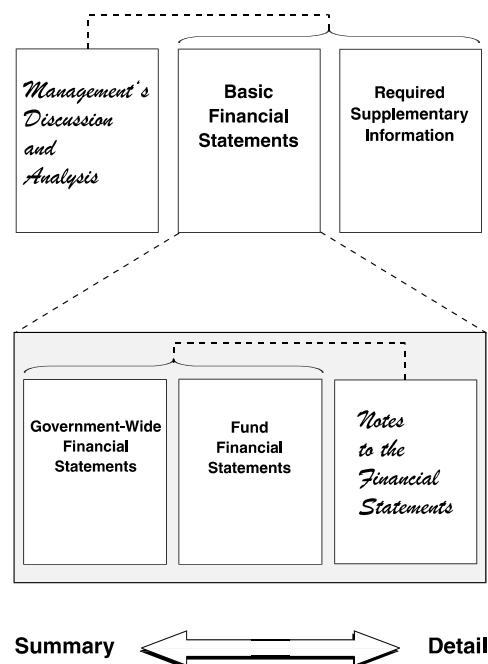 Management's
Discussion
and
Analysis
Basic
Financial
Statements
Required
Supplementary
Information
Government-Wide
Financial
Statements
Fund
Financial
Statements
Notes
to the
Financial
Statements
Summary
Detail